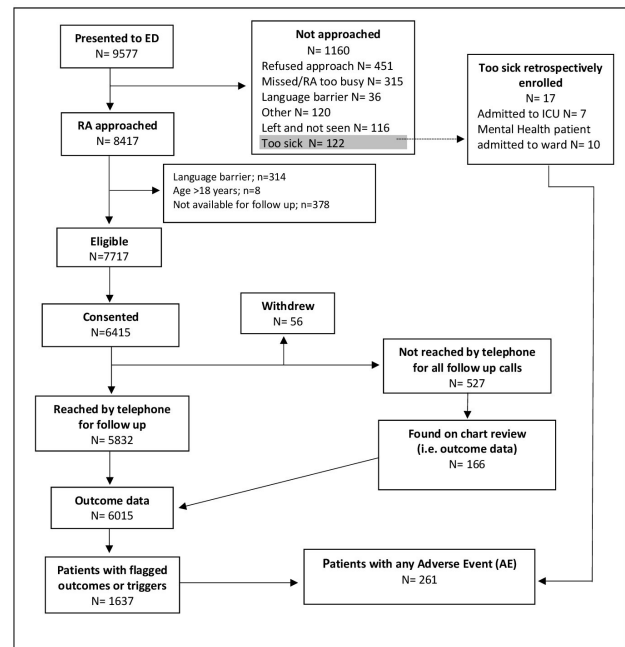 Presented to ED
N= 9577
Not approached
N= 1160
Refused approach N= 451
Missed/RA too busy N= 315
Language barrier N= 36
Other N= 120
Left and not seen N= 116
Too sick N= 122
Too sick retrospectively
enrolled
N= 17
Admitted to ICU N= 7
Mental Health patient
admitted to ward N= 10
RA approached
N= 8417
Language barrier; n=314
Age >18 years; n=8
Not available for follow up; n=378
Eligible
N=7717
Consented
N=6415
Withdrew
N= 56
Not reached by telephone
for all follow up calls
N= 527
Reached by telephone
for follow up
N= 5832
Found on chart review
(i.e. outcome data)
N= 166
Outcome data
N= 6015
Patients with flagged
outcomes or triggers
N= 1637
Patients with any Adverse Event (AE)
N= 261